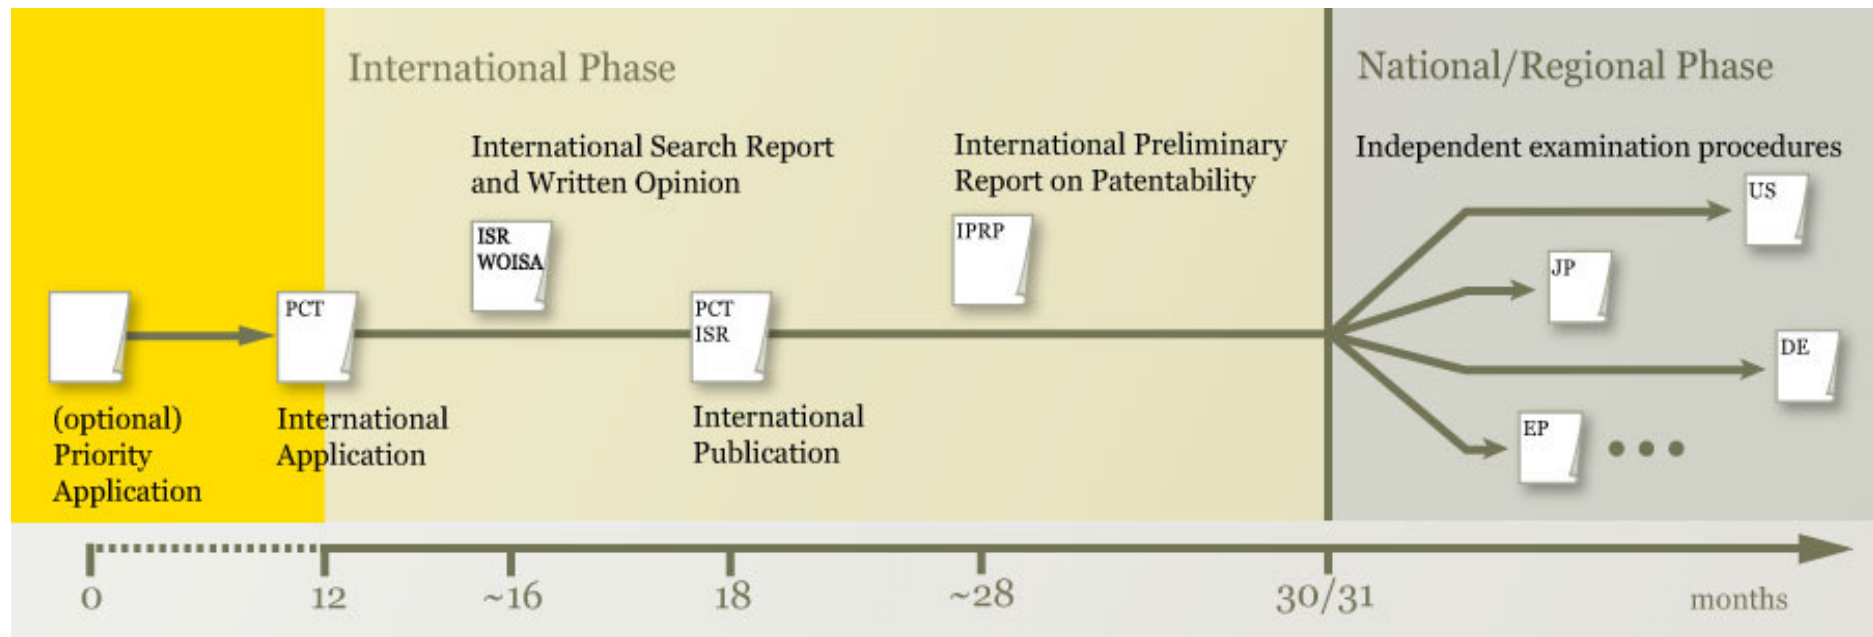 International Phase
National/Regional Phase
International Search Report
and Written Opinion
International Preliminary
Report on Patentability
Independent examination procedures
ISR
WOISA
IPRP
US
JP
DE
EP
PCT
PCT
ISR
(optional)
Priority
Application
International
Application
International
Publication
0
12
~16
18
~28
30/31
months